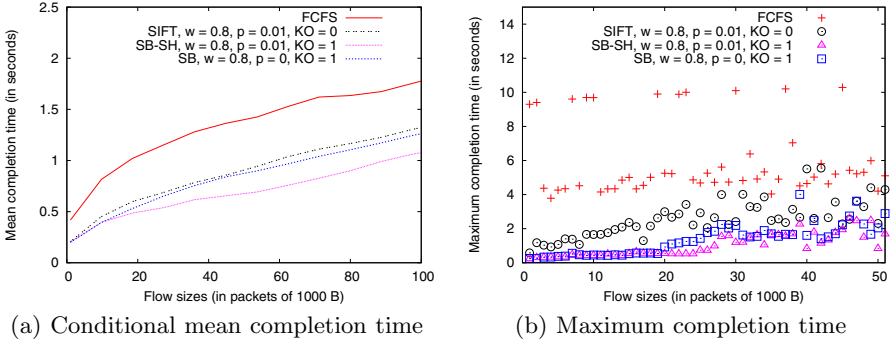 2
1.5
1
0.5
0
0 20 40 60 80 100
Mean completion time (in seconds)
Flow sizes (in packets of 1000 B)
FCFS
SIFT, w = 0.8, p = 0.01, KO = 0
SB-SH, w = 0.8, p = 0.01, KO = 1
SB, w = 0.8, p = 0, KO = 1
(a) Conditional mean completion time
14
12
10
8
6
4
2
0
0 10 20 30 40 50
Maximum completion time (in seconds)
Flow sizes (in packets of 1000 B)
FCFS
SIFT, w = 0.8, p = 0.01, KO = 0
SB-SH, w = 0.8, p = 0.01, KO = 1
SB, w = 0.8, p = 0, KO = 1
(b) Maximum completion time